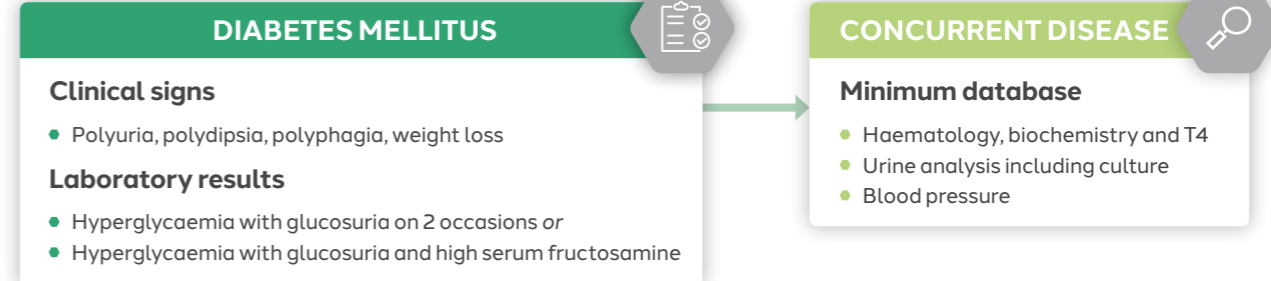 DIABETES MELLITUS
Clinical signs
Polyuria, polydipsia, polyphagia, weight loss
Laboratory results
Hyperglycaemia with glucosuria on 2 occasions or
Hyperglycaemia with glucosuria and high serum fructosamine
CONCURRENT DISEASE
Minimum database
Haematology, biochemistry and T4
Urine analysis including culture
Blood pressure